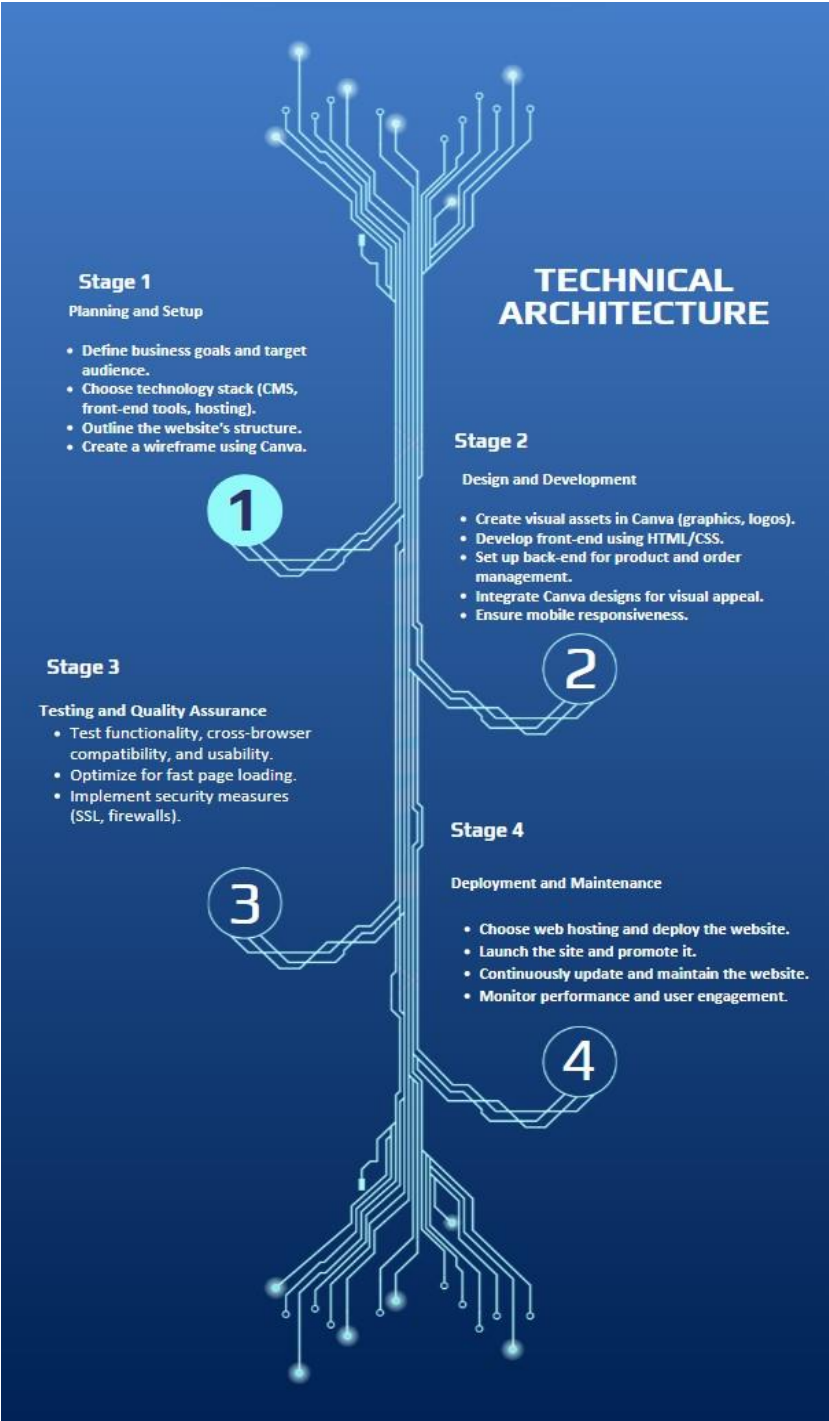 TECHNICAL
ARCHITECTURE
Stage 1
Planning and Setup
• Define business goals and target
audience.
• Choose technology stack (CMS,
front-end tools, hosting).
• Outline the website's structure.
• Create a wireframe using Canva.
1
Stage 2
Design and Development
• Create visual assets in Canva (graphics, logos).
• Develop front-end using HTML/CSS.
• Set up back-end for product and order
management.
• Integrate Canva designs for visual appeal.
• Ensure mobile responsiveness.
2
Stage 3
Testing and Quality Assurance
• Test functionality, cross-browser
compatibility, and usability.
• Optimize for fast page loading.
• Implement security measures
(SSL, firewalls).
3
Stage 4
Deployment and Maintenance
• Choose web hosting and deploy the website.
• Launch the site and promote it.
• Continuously update and maintain the website.
• Monitor performance and user engagement.
4